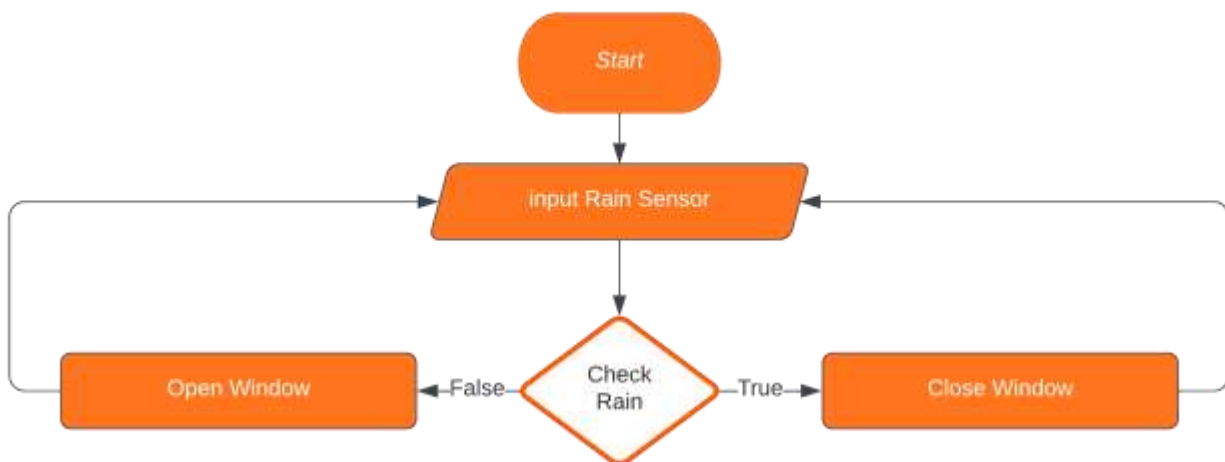 Start
input Rain Sensor
Open Window
False
Check
Rain
True
Close Window